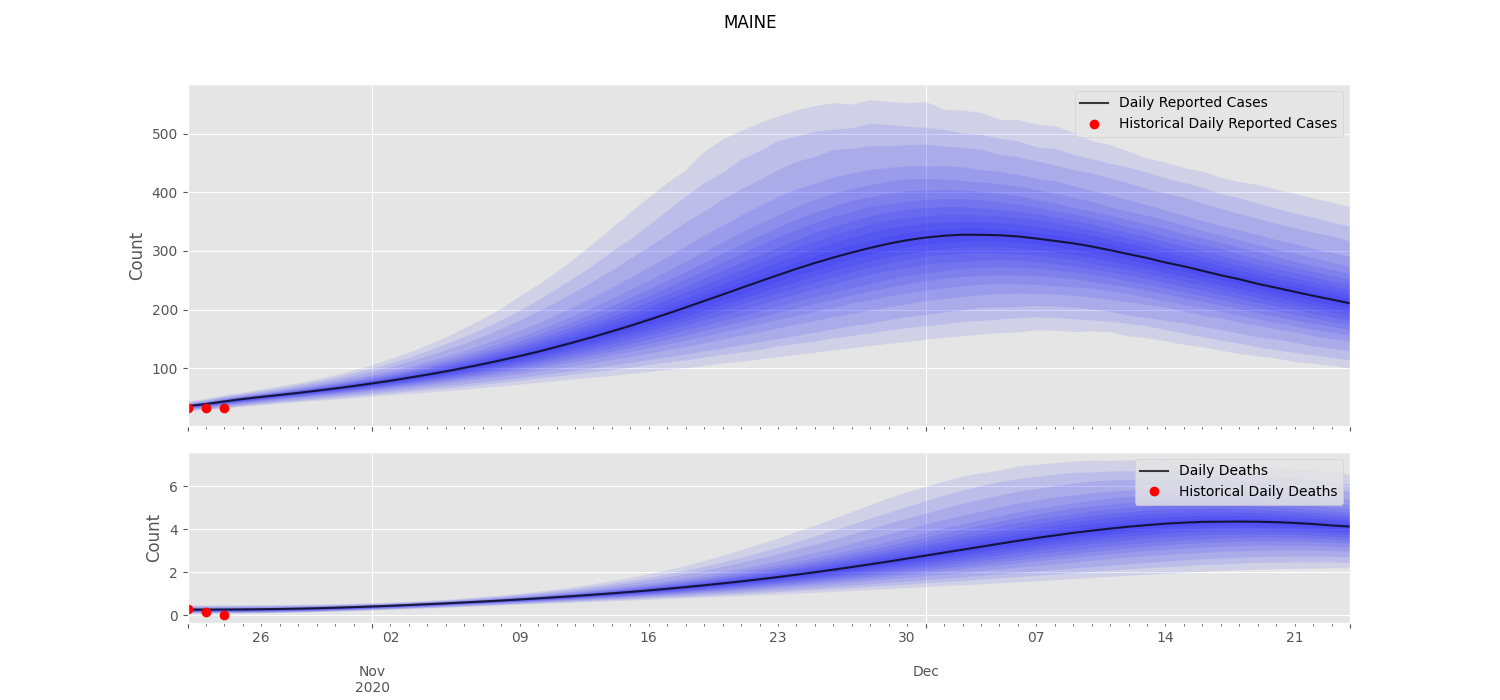 MAINE
Daily Reported Cases
Historical Daily Reported Cases
500
400
300
200
100
Count
Daily Deaths
Historical Daily Deaths
6
4
2
0
Count
26 02 09 16 23 30 07 14 21
Nov Dec
2020